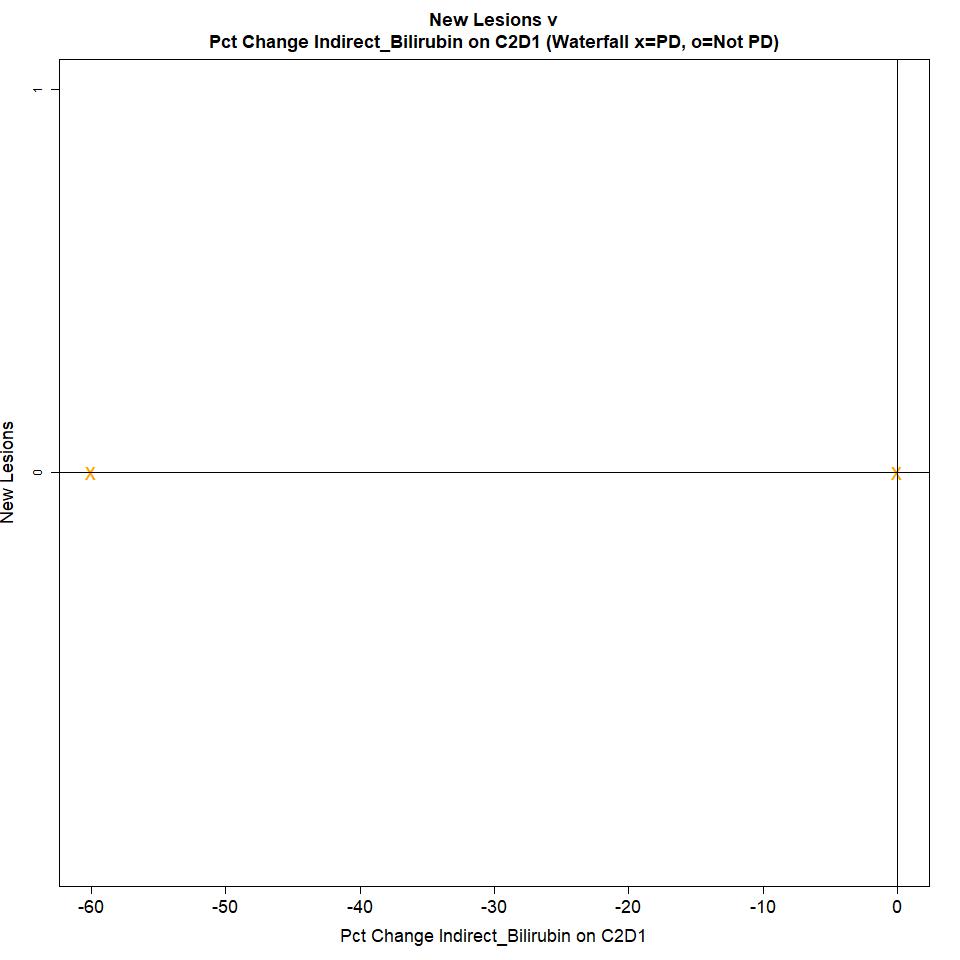 New Lesions v
Pct Change Indirect_Bilirubin on C2D1 (Waterfall x=PD, o=Not PD)
1
0
New Lesions
x
x
-60
-50
-40
-30
-20
-10
0
Pct Change Indirect_Bilirubin on C2D1